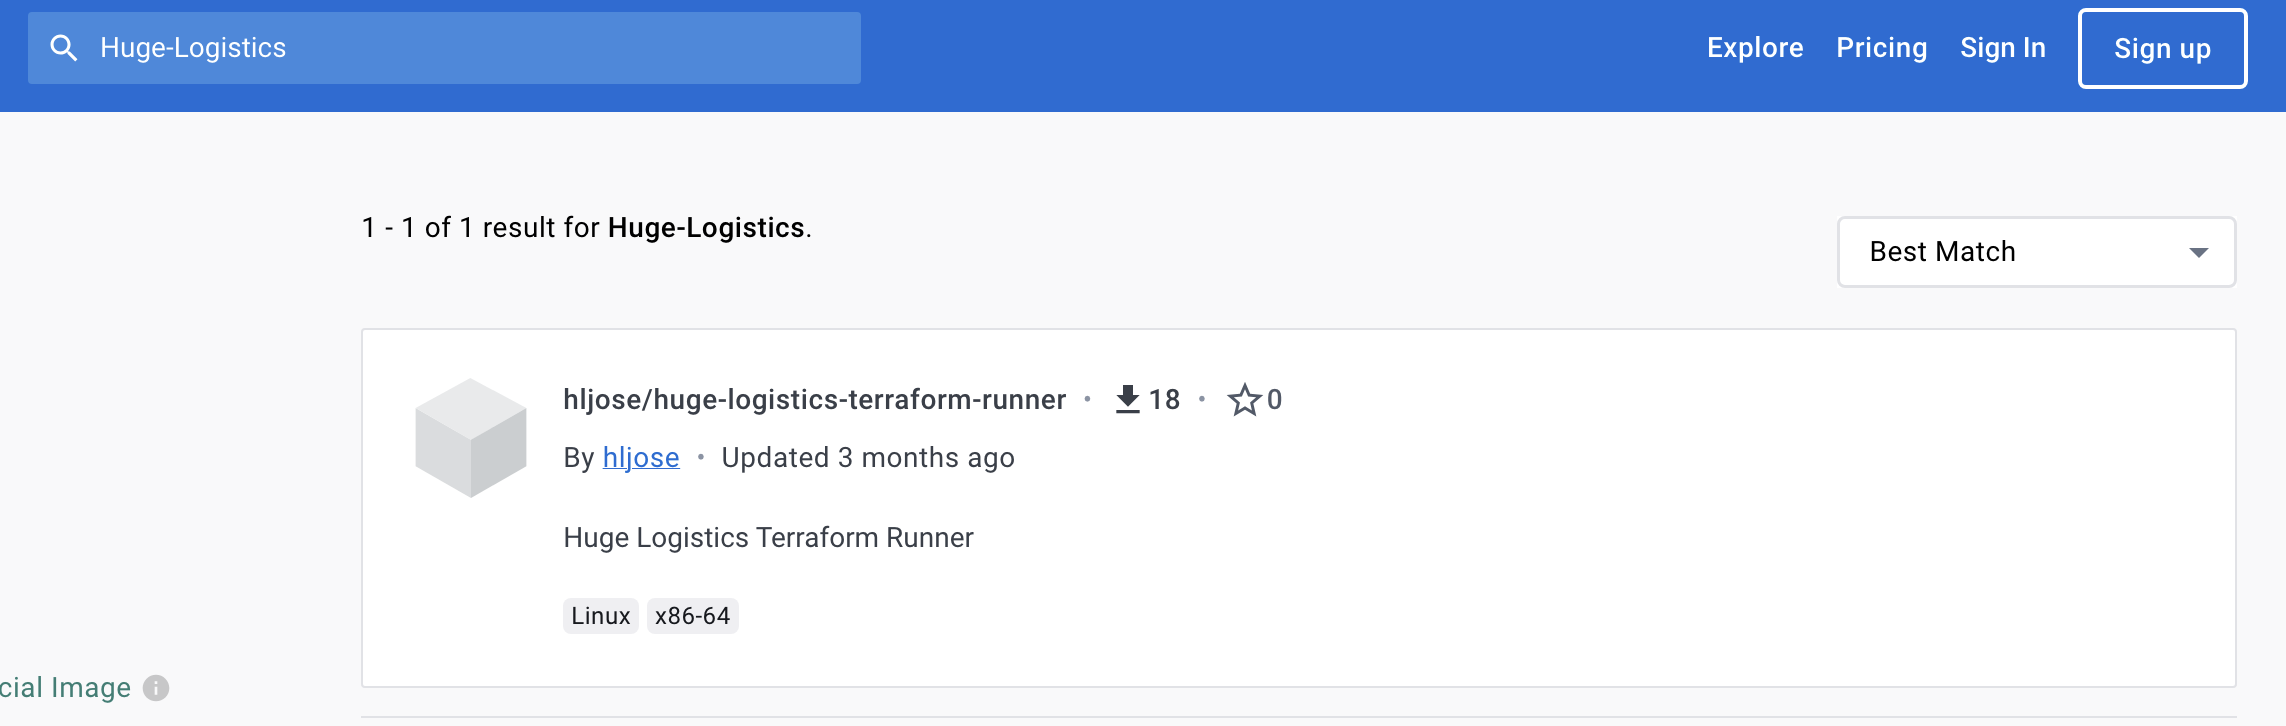 Huge-Logistics
Explore Pricing Sign In Sign up
1 - 1 of 1 result for Huge-Logistics.
Best Match
hljose/huge-logistics-terraform-runner • 18 • 0
By hljose • Updated 3 months ago
Huge Logistics Terraform Runner
Linux x86-64
cial Image